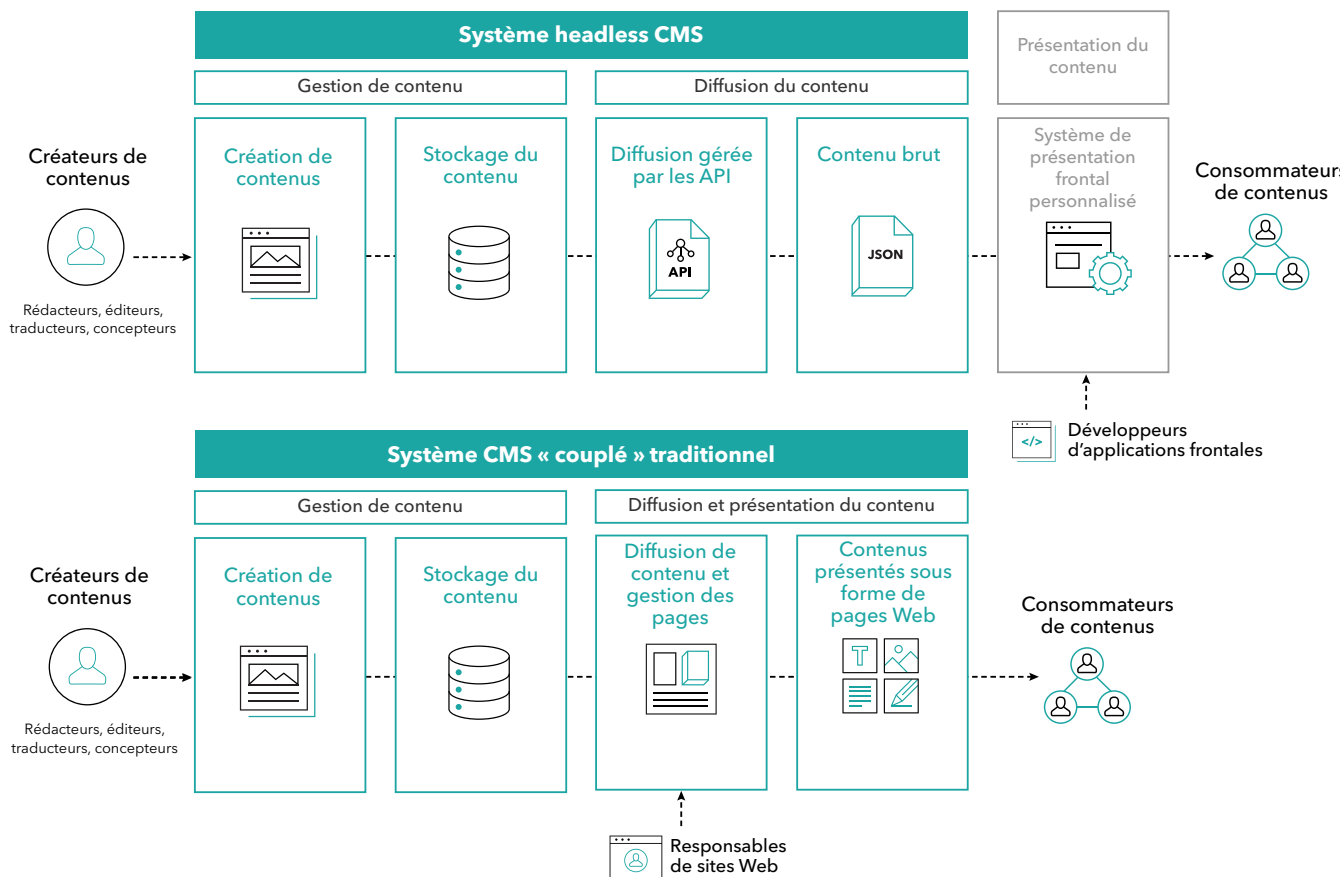 Système headless CMS
Présentation du
contenu
Gestion de contenu
Diffusion du contenu
Créateurs de
contenus
Rédacteurs, éditeurs,
traducteurs, concepteurs
Création de
contenus
Stockage du
contenu
Diffusion gérée
par les API
API
Contenu brut
JSON
Système de
présentation
frontal
personnalisé
Consommateurs
de contenus
</>
Développeurs
d'applications frontales
Système CMS « couplé » traditionnel
Gestion de contenu
Diffusion et présentation du contenu
Créateurs de
contenus
Rédacteurs, éditeurs,
traducteurs, concepteurs
Création de
contenus
Stockage du
contenu
Diffusion de
contenu et
gestion des
pages
Contenus
présentés sous
forme de
pages Web
T
Consommateurs
de contenus
Responsables
de sites Web